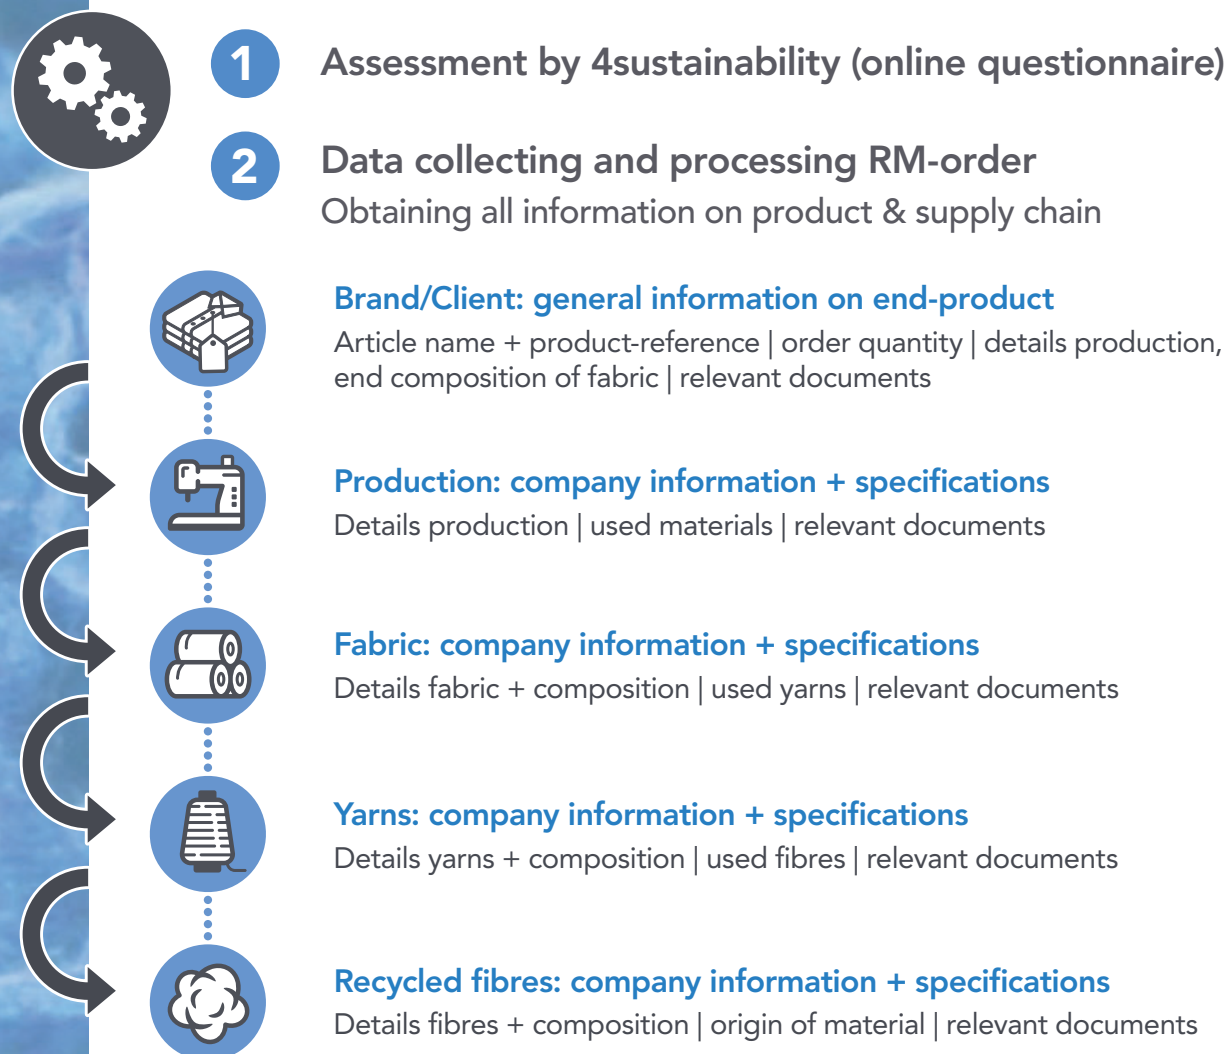 1 Assessment by 4sustainability (online questionnaire)
2 Data collecting and processing RM-order
Obtaining all information on product & supply chain
Brand/Client: general information on end-product
Article name + product-reference | order quantity | details production,
end composition of fabric | relevant documents
Production: company information + specifications
Details production | used materials | relevant documents
Fabric: company information + specifications
Details fabric + composition | used yarns | relevant documents
Yarns: company information + specifications
Details yarns + composition | used fibres | relevant documents
Recycled fibres: company information + specifications
Details fibres + composition | origin of material | relevant documents